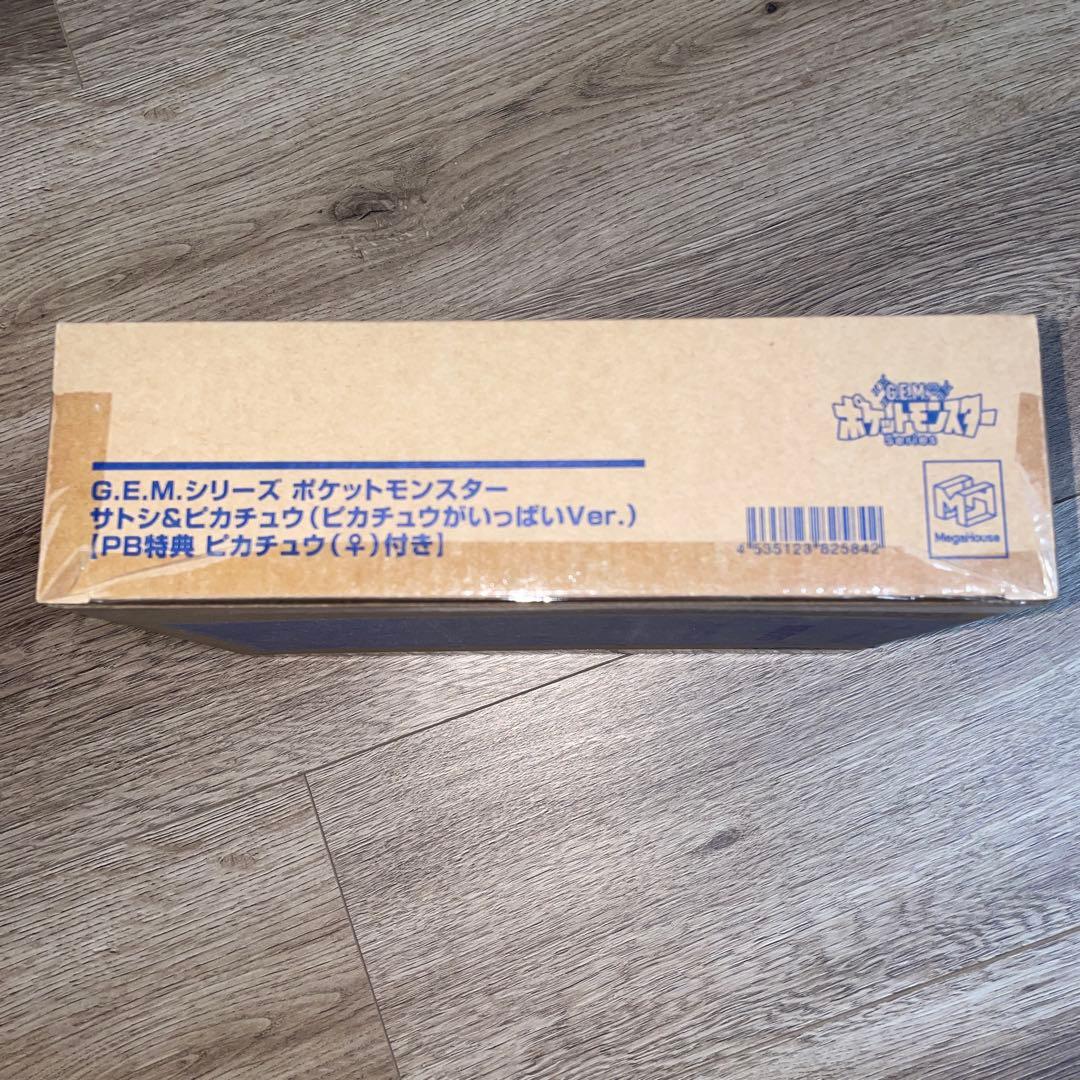 G.E.M.
ポケットモンスター
Series
G.E.M.シリーズ ポケットモンスター
サトシ&ピカチュウ(ピカチュウがいっぱいVer.)
【PB特典 ピカチュウ(♀)付き】
4 535123 825842
MegaHouse